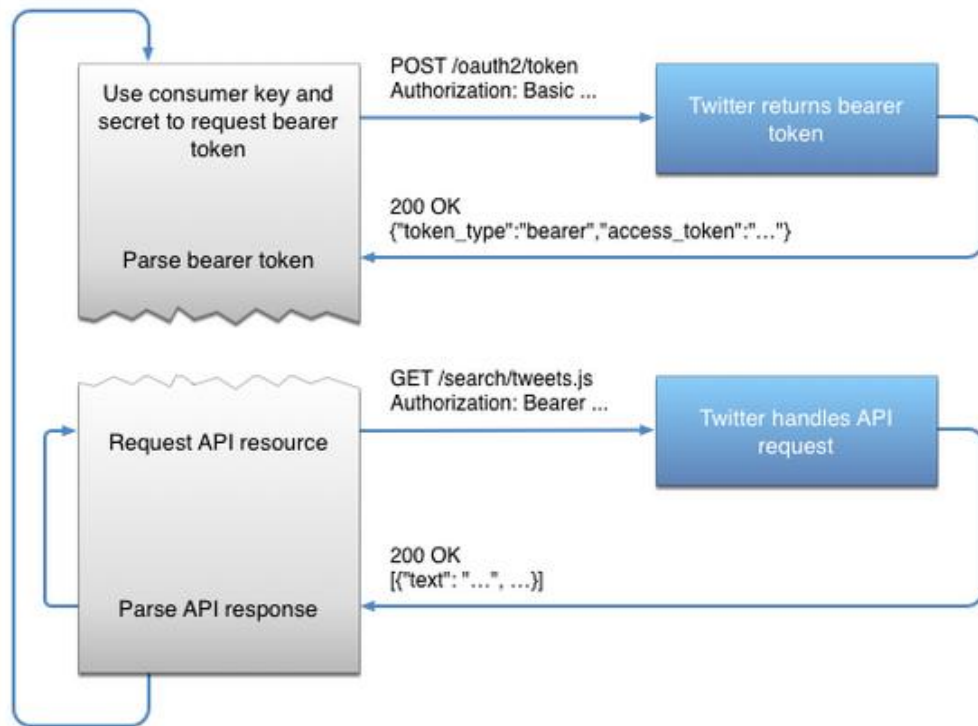 Use consumer key and
secret to request bearer
token
POST /oauth2/token
Authorization: Basic ...
Twitter returns bearer
token
200 OK
{"token_type":"bearer","access_token":"..."}
Parse bearer token
GET /search/tweets.js
Authorization: Bearer ...
Request API resource
Twitter handles API
request
200 OK
[{"text": "...", ...}]
Parse API response